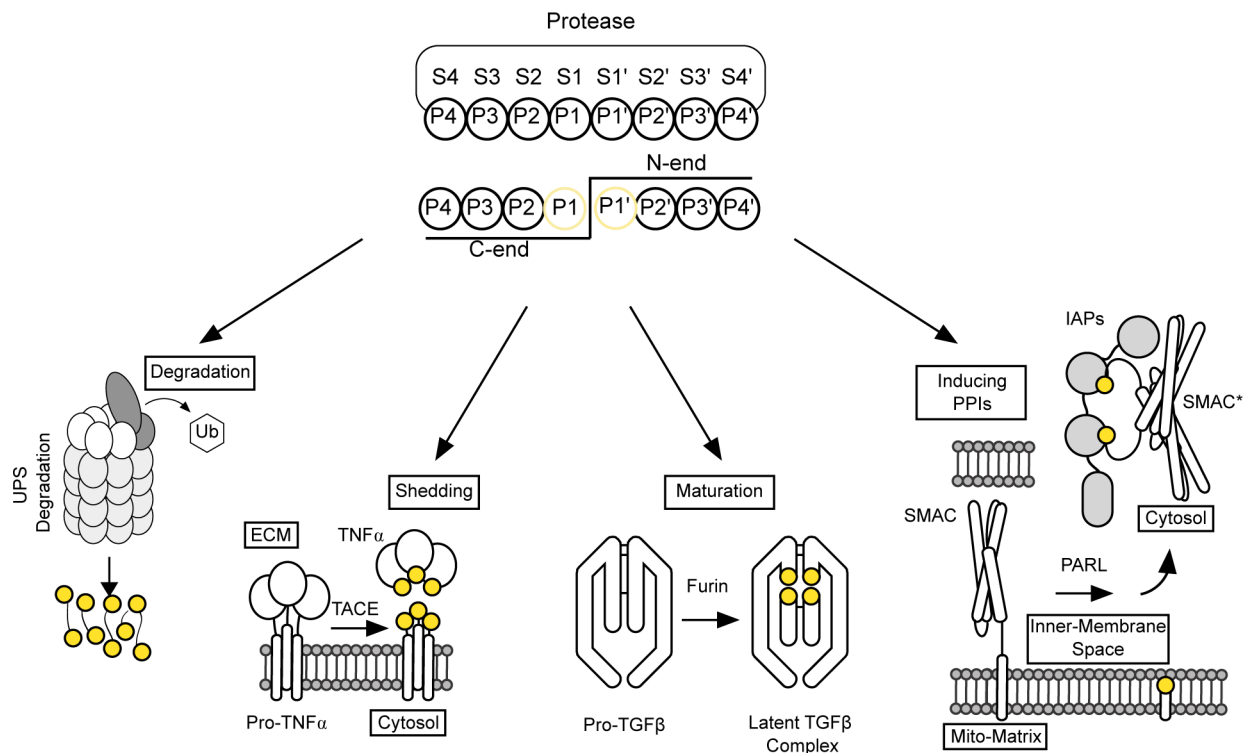 Protease
S4 S3 S2 S1 S1' S2' S3' S4'
P4 P3 P2 P1 P1' P2' P3' P4'
N-end
P4 P3 P2 P1 P1' P2' P3' P4'
C-end
Degradation
Ub
UPS
Degradation
Shedding
ECM
TNFα
TACE
Pro-TNFα
Cytosol
Maturation
Furin
Pro-TGFβ
Latent TGFβ
Complex
Inducing
PPIs
IAPs
SMAC*
Cytosol
SMAC
PARL
Inner-Membrane
Space
Mito-Matrix